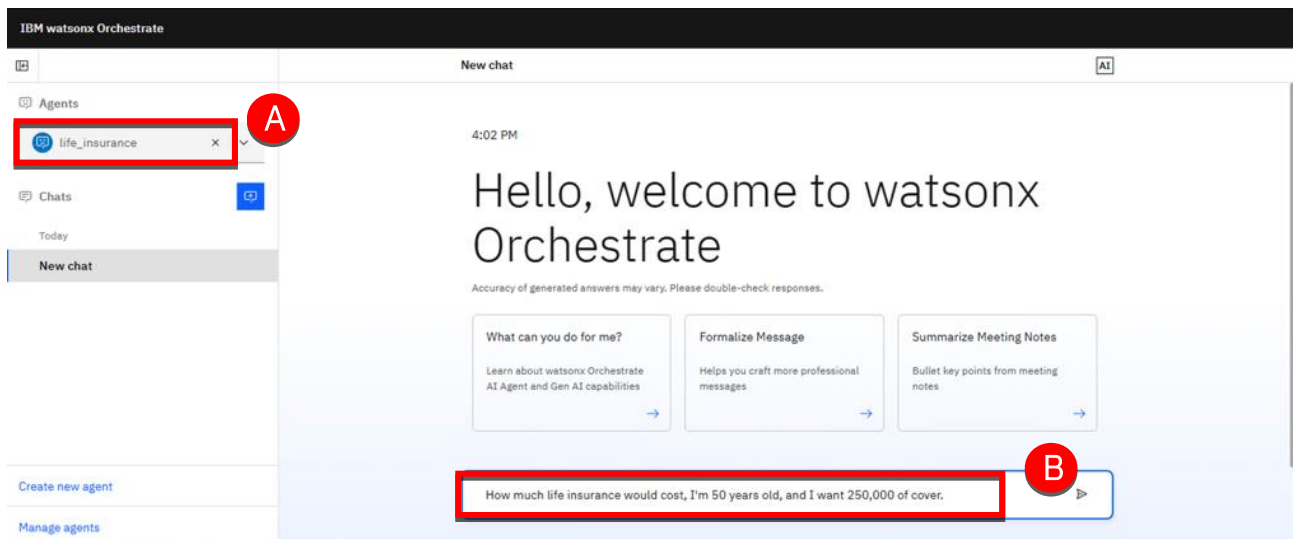 IBM watsonx Orchestrate
New chat
AI
Agents
life_insurance
A
Chats
Today
New chat
Create new agent
Manage agents
4:02 PM
Hello, welcome to watsonx
Orchestrate
Accuracy of generated answers may vary. Please double-check responses.
What can you do for me?
Learn about watsonx Orchestrate
AI Agent and Gen AI capabilities
Formalize Message
Helps you craft more professional
messages
Summarize Meeting Notes
Bullet key points from meeting
notes
B
How much life insurance would cost, I'm 50 years old, and I want 250,000 of cover.